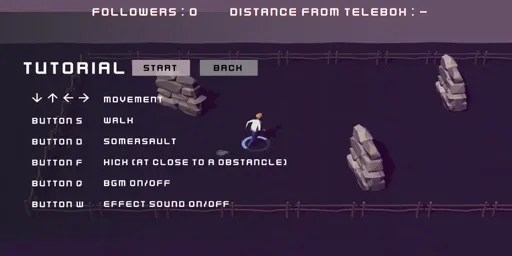 FOLLOWERS : 0 DISTANCE FROM TELEBOX : -
TUTORIAL START BACK
↓ ↑ ← → MOVEMENT
BUTTON S WALK
BUTTON D SOMERSAULT
BUTTON F KICK (AT CLOSE TO A OBSTANCLE)
BUTTON Q BGM ON/OFF
BUTTON W EFFECT SOUND ON/OFF